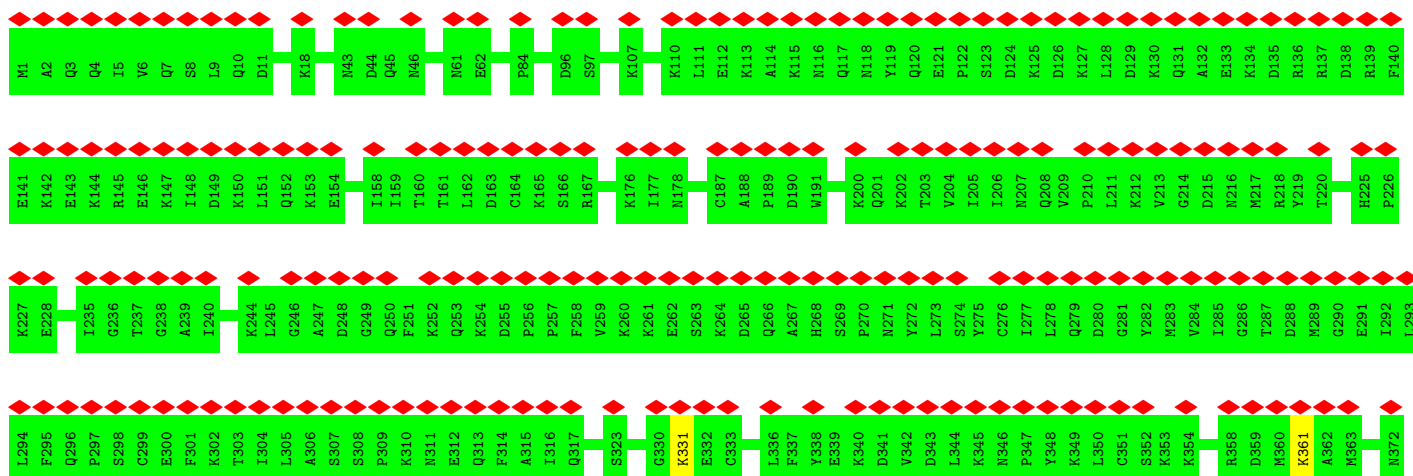 M1 A2 Q3 Q4 I5 V6 Q7 S8 L9 Q10 D11 K18 N43 D44 Q45 N46 N61 E62 P84 D96 S97 K107 K110 L111 E112 K113 A114 K115 N116 Q117 N118 Y119 Q120 E121 P122 S123 D124 K125 D126 K127 L128 D129 K130 Q131 A132 E133 K134 D135 R136 R137 D138 R139 F140
E141 K142 E143 K144 R145 E146 K147 I148 D149 K150 L151 Q152 K153 E154 I158 I159 T160 T161 L162 D163 C164 K165 S166 R167 K176 I177 N178 C187 A188 P189 D190 W191 K200 Q201 K202 T203 V204 I205 I206 N207 Q208 V209 P210 L211 K212 V213 G214 D215 N216 M217 R218 Y219 T220 H225 P226
K227 E228 I235 G236 T237 G238 A239 I240 K244 L245 G246 A247 D248 G249 Q250 F251 K252 Q253 K254 D255 P256 P257 F258 V259 K260 K261 E262 S263 K264 D265 Q266 A267 H268 S269 P270 N271 Y272 L273 S274 Y275 C276 I277 L278 Q279 D280 G281 Y282 M283 V284 I285 G286 T287 D288 M289 G290 E291 I292 L293
L294 F295 Q296 P297 S298 C299 E300 F301 K302 T303 I304 L305 A306 S307 S308 P309 K310 N311 E312 Q313 F314 A315 I316 Q317 S323 G330 K331 E332 C333 L336 F337 Y338 E339 K340 D341 V342 D343 L344 K345 N346 P347 Y348 K349 L350 C351 S352 K353 K354 R358 D359 M360 K361 A362 M363 N372